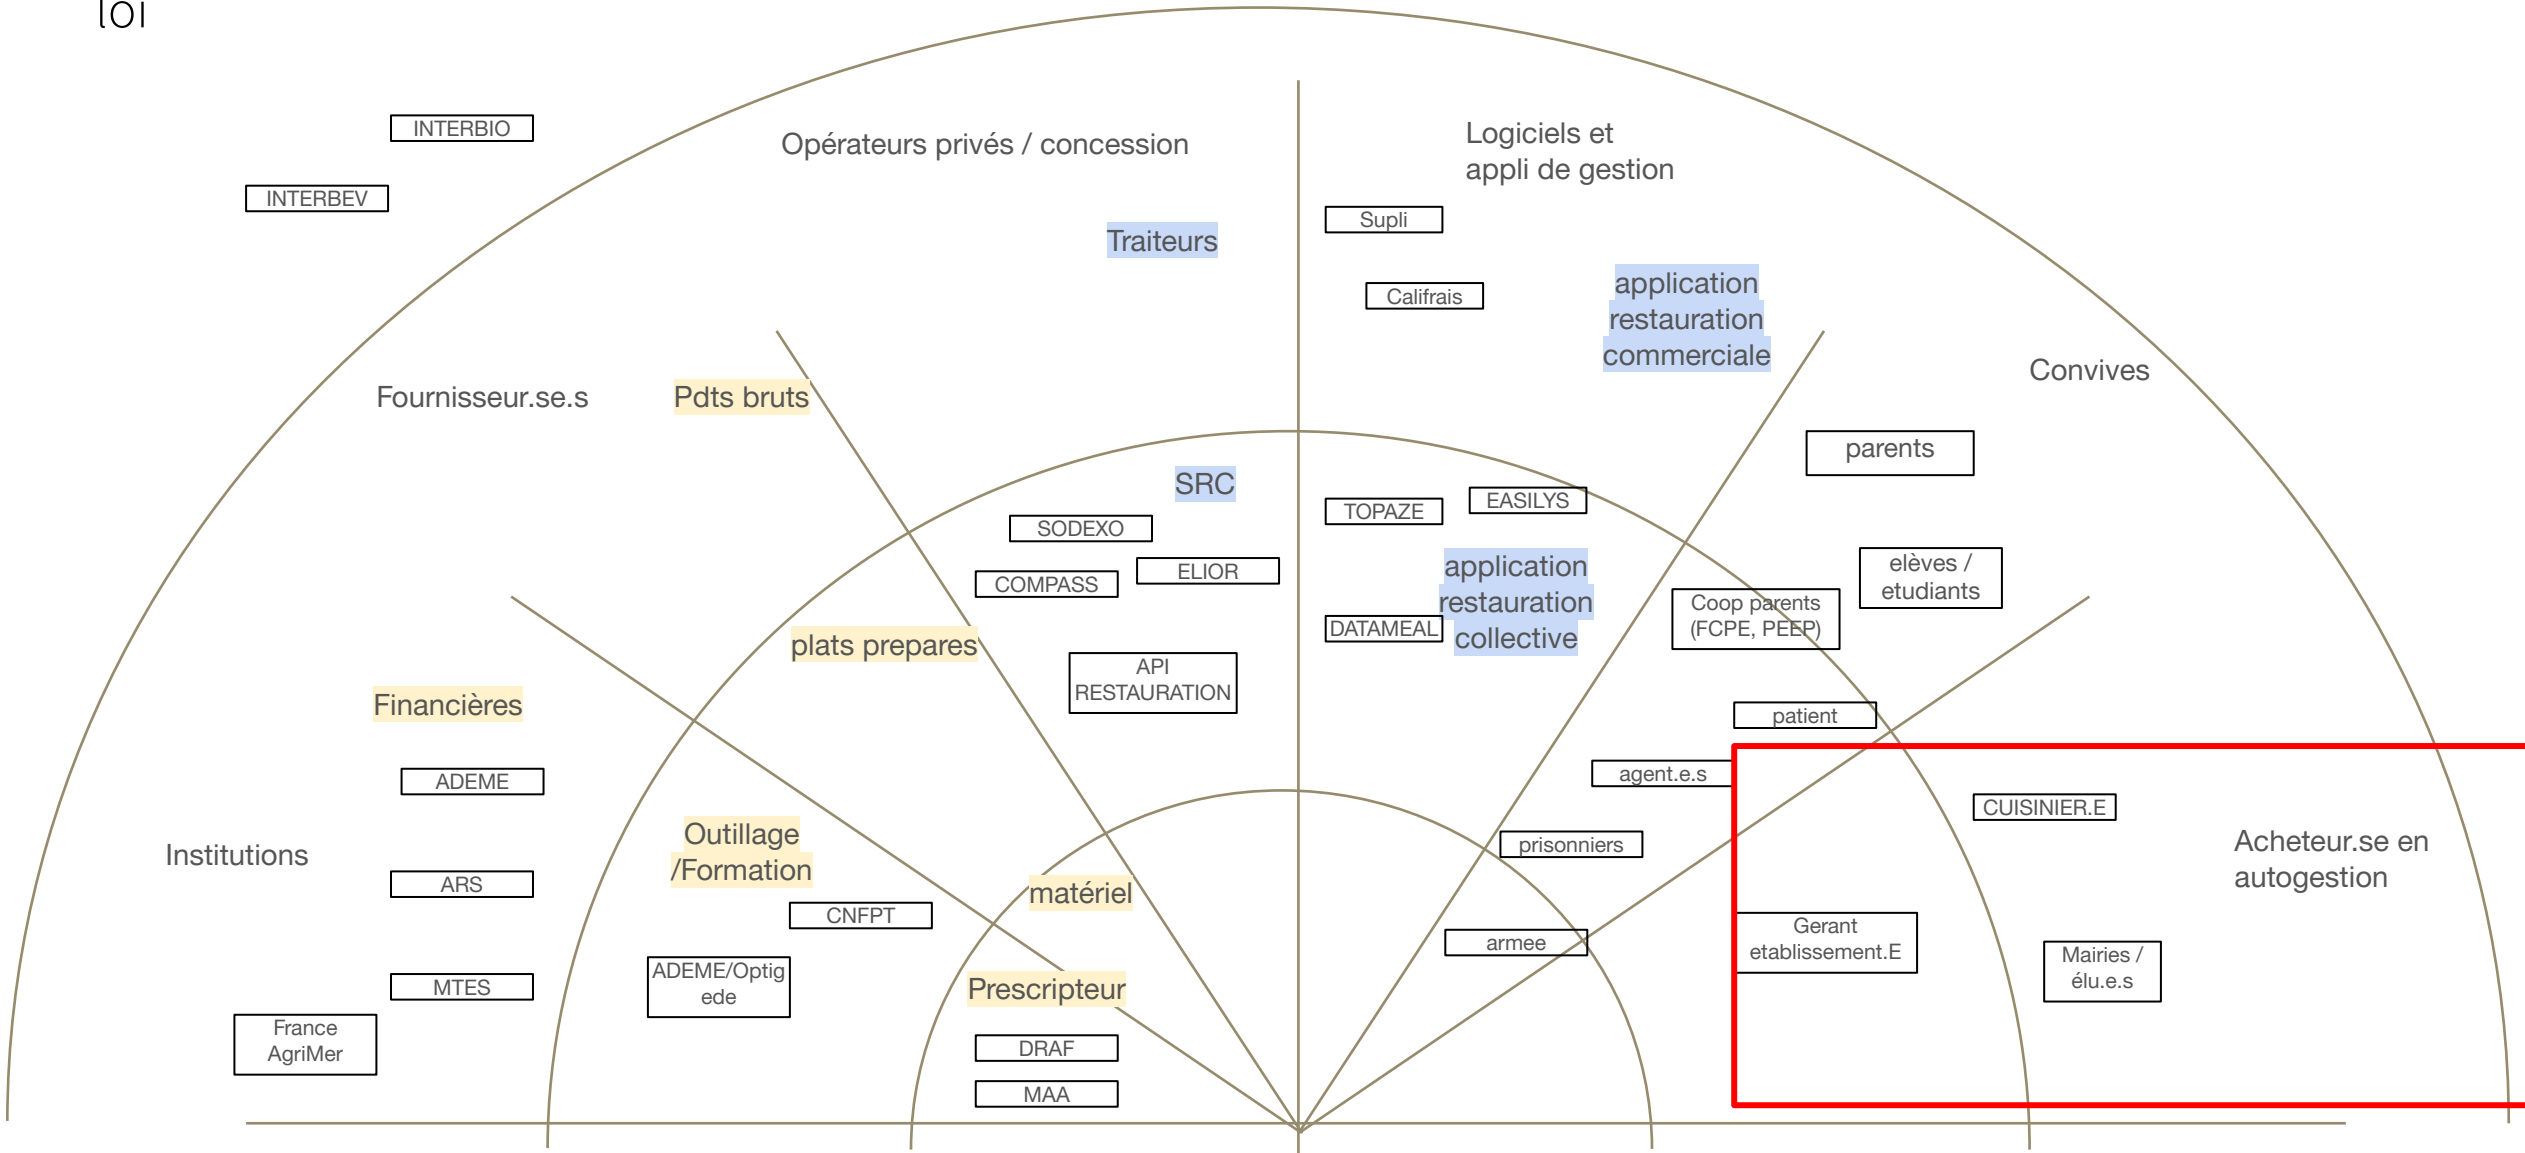 loi
INTERBIO
INTERBEV
Opérateurs privés / concession
Logiciels et
appli de gestion
Traiteurs
Supli
Califrais
application
restauration
commerciale
Fournisseur.se.s
Pdts bruts
Convives
parents
SRC
SODEXO
COMPASS
ELIOR
API
RESTAURATION
TOPAZE
EASILYS
application
restauration
collective
DATAMEAL
elèves /
etudiants
Coop parents
(FCPE, PEEP)
plats prepares
patient
Financières
ADEME
agent.e.s
CUISINIER.E
Institutions
Outillage
/Formation
prisonniers
Acheteur.se en
autogestion
ARS
CNFPT
matériel
armee
Gerant
etablissement.E
Mairies /
élu.e.s
MTES
ADEME/Optig
ede
Prescripteur
France
AgriMer
DRAF
MAA